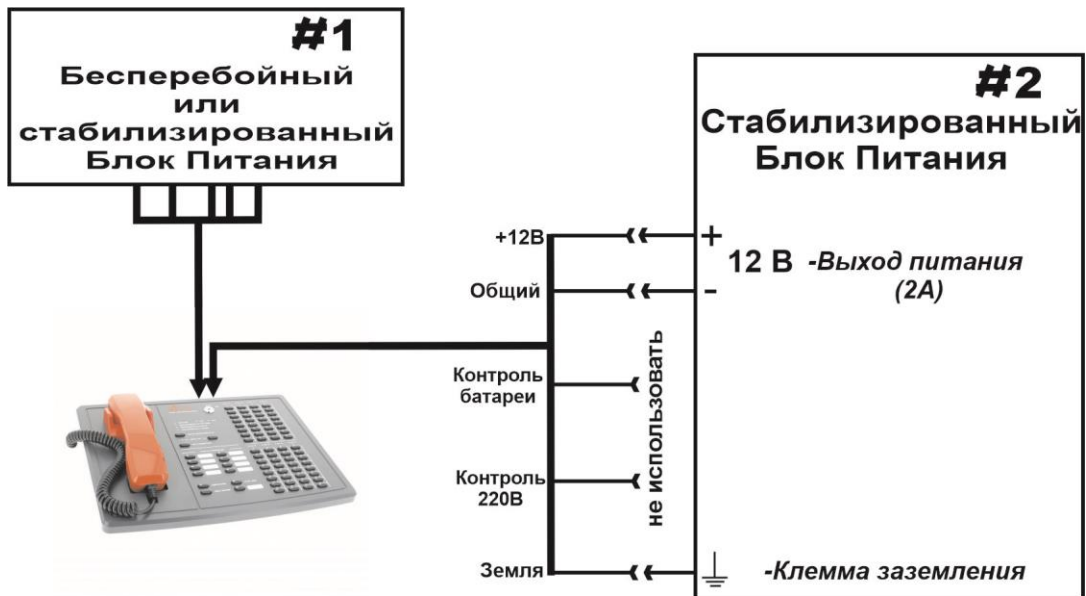 #1
Бесперебойный
или
стабилизированный
Блок Питания
#2
Стабилизированный
Блок Питания
+12В
+
12 В -Выход питания
(2А)
Общий
-
Контроль
батареи
не использовать
Контроль
220В
Земля
-Клемма заземления